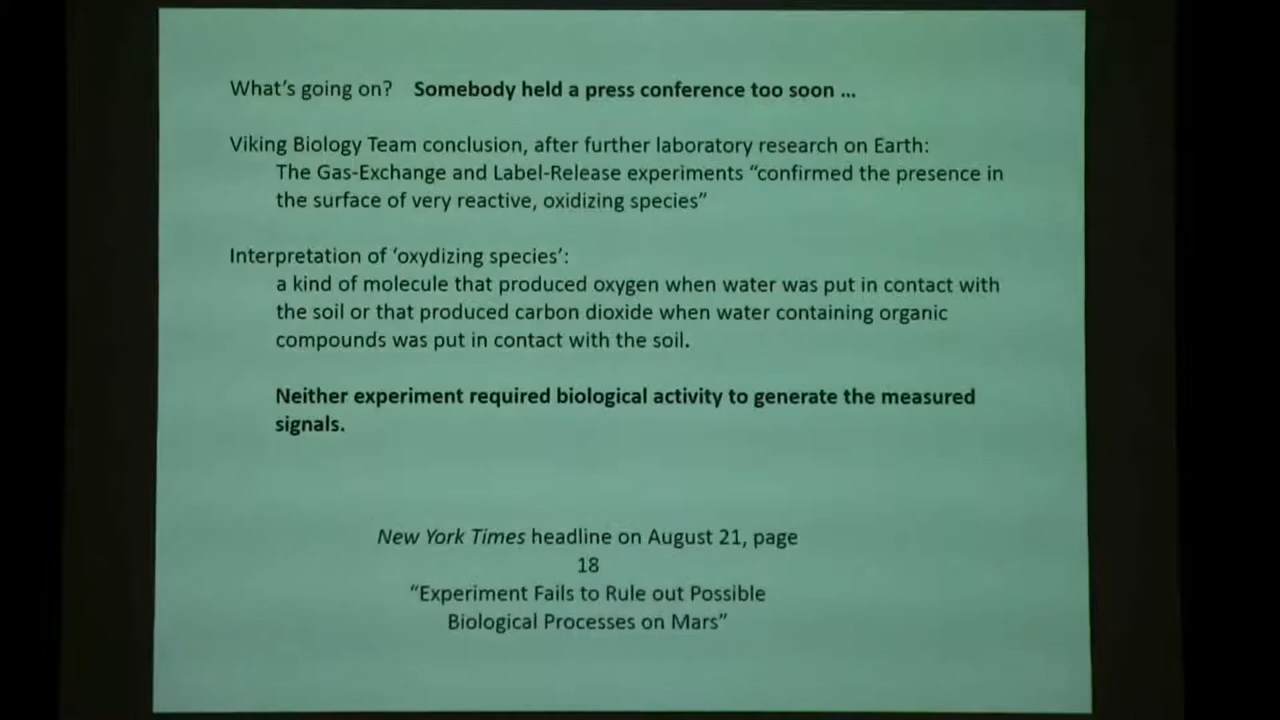 What's going on? Somebody held a press conference too soon ...
Viking Biology Team conclusion, after further laboratory research on Earth:
The Gas-Exchange and Label-Release experiments “confirmed the presence in
the surface of very reactive, oxidizing species”
Interpretation of ‘oxydizing species’:
a kind of molecule that produced oxygen when water was put in contact with
the soil or that produced carbon dioxide when water containing organic
compounds was put in contact with the soil.
Neither experiment required biological activity to generate the measured
signals.
New York Times headline on August 21, page
18
“Experiment Fails to Rule out Possible
Biological Processes on Mars”